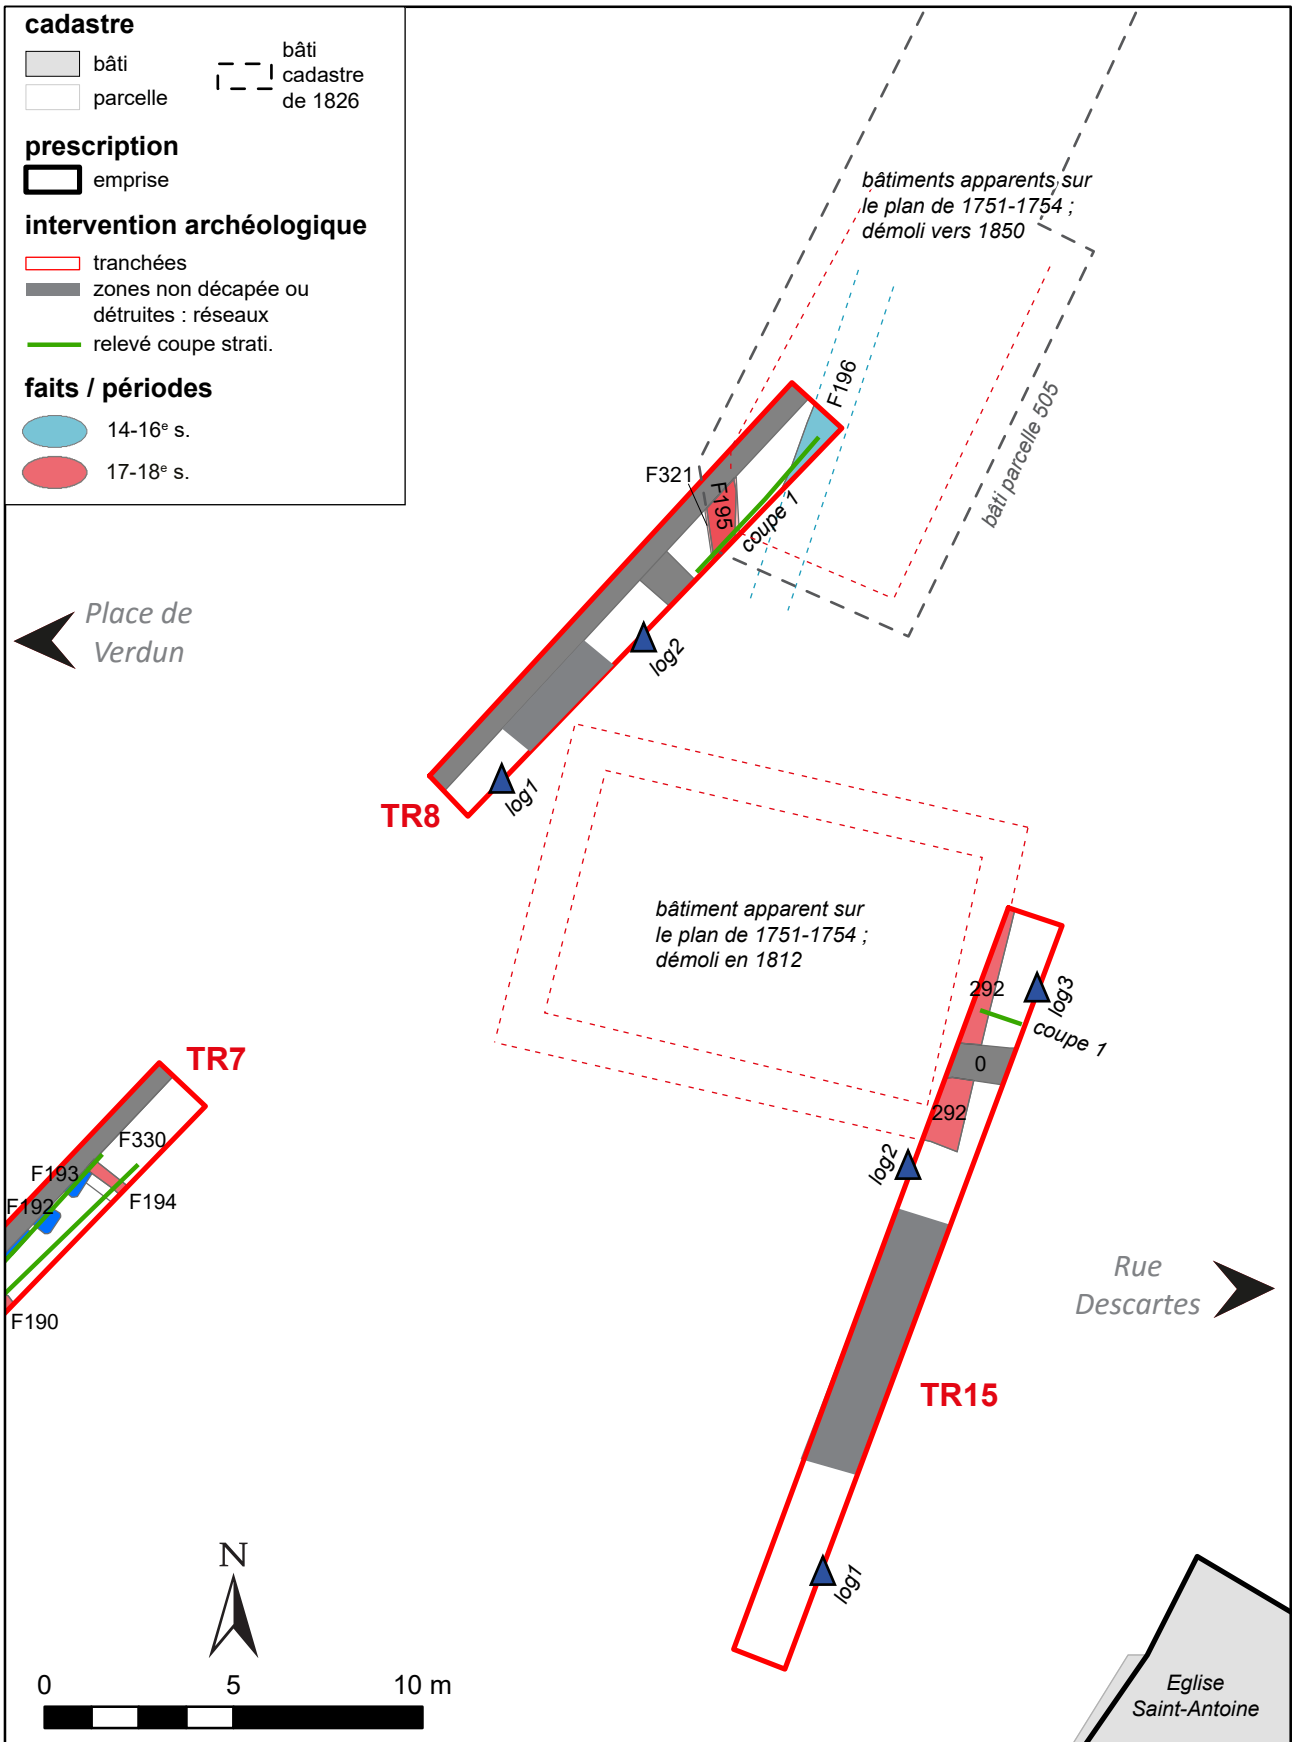 cadastre
bâti
parcelle
bâti
cadastre
de 1826
prescription
emprise
intervention archéologique
tranchées
zones non décapée ou
détruites : réseaux
relevé coupe strati.
faits / périodes
14-16e s.
17-18e s.
bâtiments apparents sur
le plan de 1751-1754 ;
démoli vers 1850
F196
bâti parcelle 505
F321
F195
coupe 1
Place de
Verdun
log2
log1
TR8
bâtiment apparent sur
le plan de 1751-1754 ;
démoli en 1812
292
log3
coupe 1
0
292
log2
TR7
F330
F193
F194
F192
F190
Rue
Descartes
TR15
log1
N
0 5 10 m
Eglise
Saint-Antoine